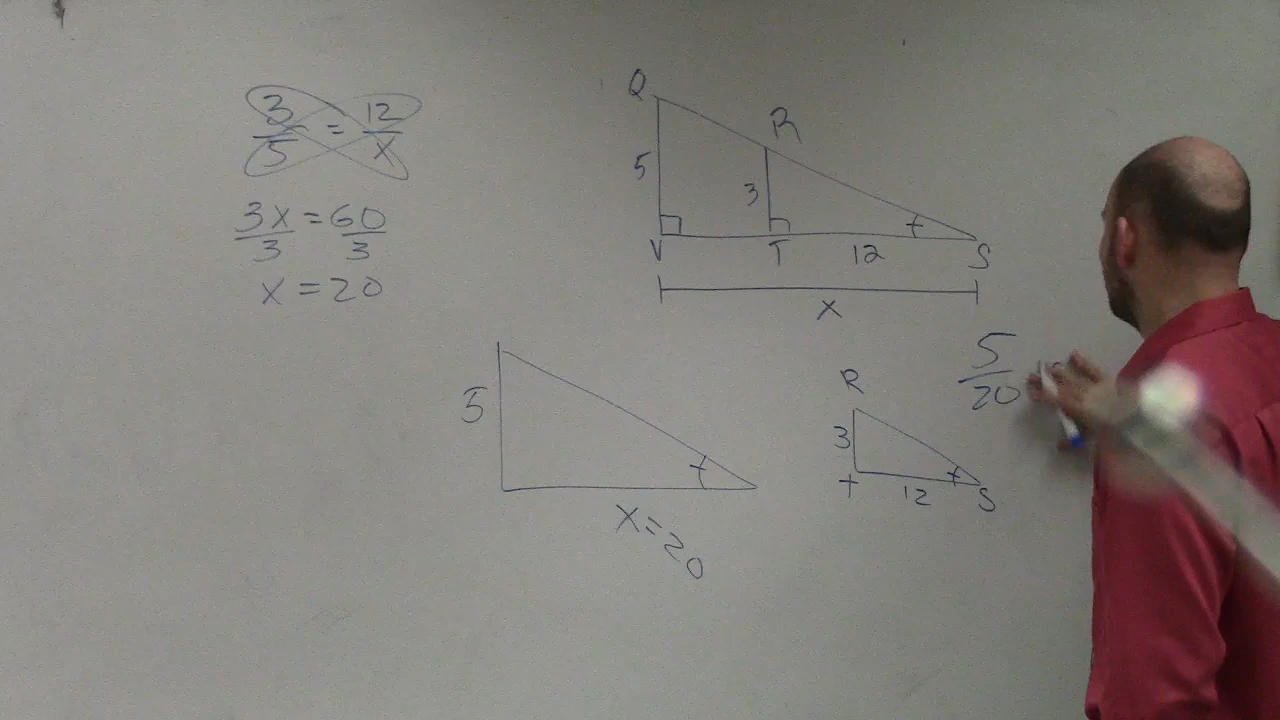 3/5 = 12/x
3x/3 = 60/3
x = 20
Q
R
5
3
V
T
12
S
x
5
x = 20
R
3
T
12
S
5/20